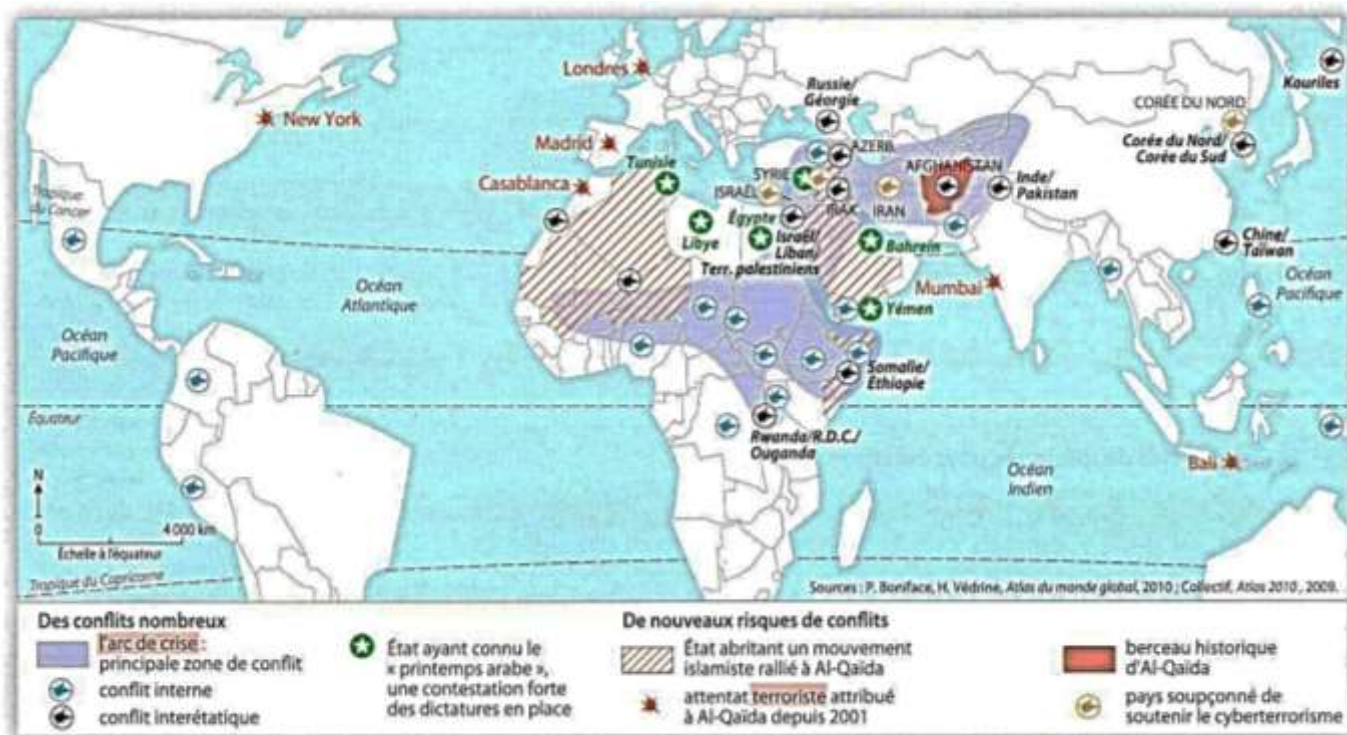 Londres
New York
Madrid
Casablanca
Tunisie
Russie/
Géorgie
AZERB.
SYRIE
ISRAËL
IRAK
IRAN
AFGHANISTAN
Inde/
Pakistan
CORÉE DU NORD
Corée du Nord/
Corée du Sud
Kouriles
Chine/
Taïwan
Égypte
Libye
Israël/
Liban/
Terr. palestiniens
Bahrein
Mumbai
Yémen
Somalie/
Éthiopie
Rwanda/R.D.C./
Ouganda
Bali
Tropique
du Cancer
Océan
Atlantique
Océan
Pacifique
Océan
Pacifique
Équateur
Océan
Indien
N
0
4 000 km
Échelle à l'équateur
Tropique du Capricorne
Sources : P. Boniface, H. Védrine, Atlas du monde global, 2010 ; Collectif, Atlas 2010, 2009.
Des conflits nombreux
l'arc de crise :
principale zone de conflit
conflit interne
conflit interétatique
État ayant connu le
« printemps arabe »,
une contestation forte
des dictatures en place
De nouveaux risques de conflits
État abritant un mouvement
islamiste rallié à Al-Qaïda
attentat terroriste attribué
à Al-Qaïda depuis 2001
berceau historique
d'Al-Qaïda
pays soupçonné de
soutenir le cyberterrorisme